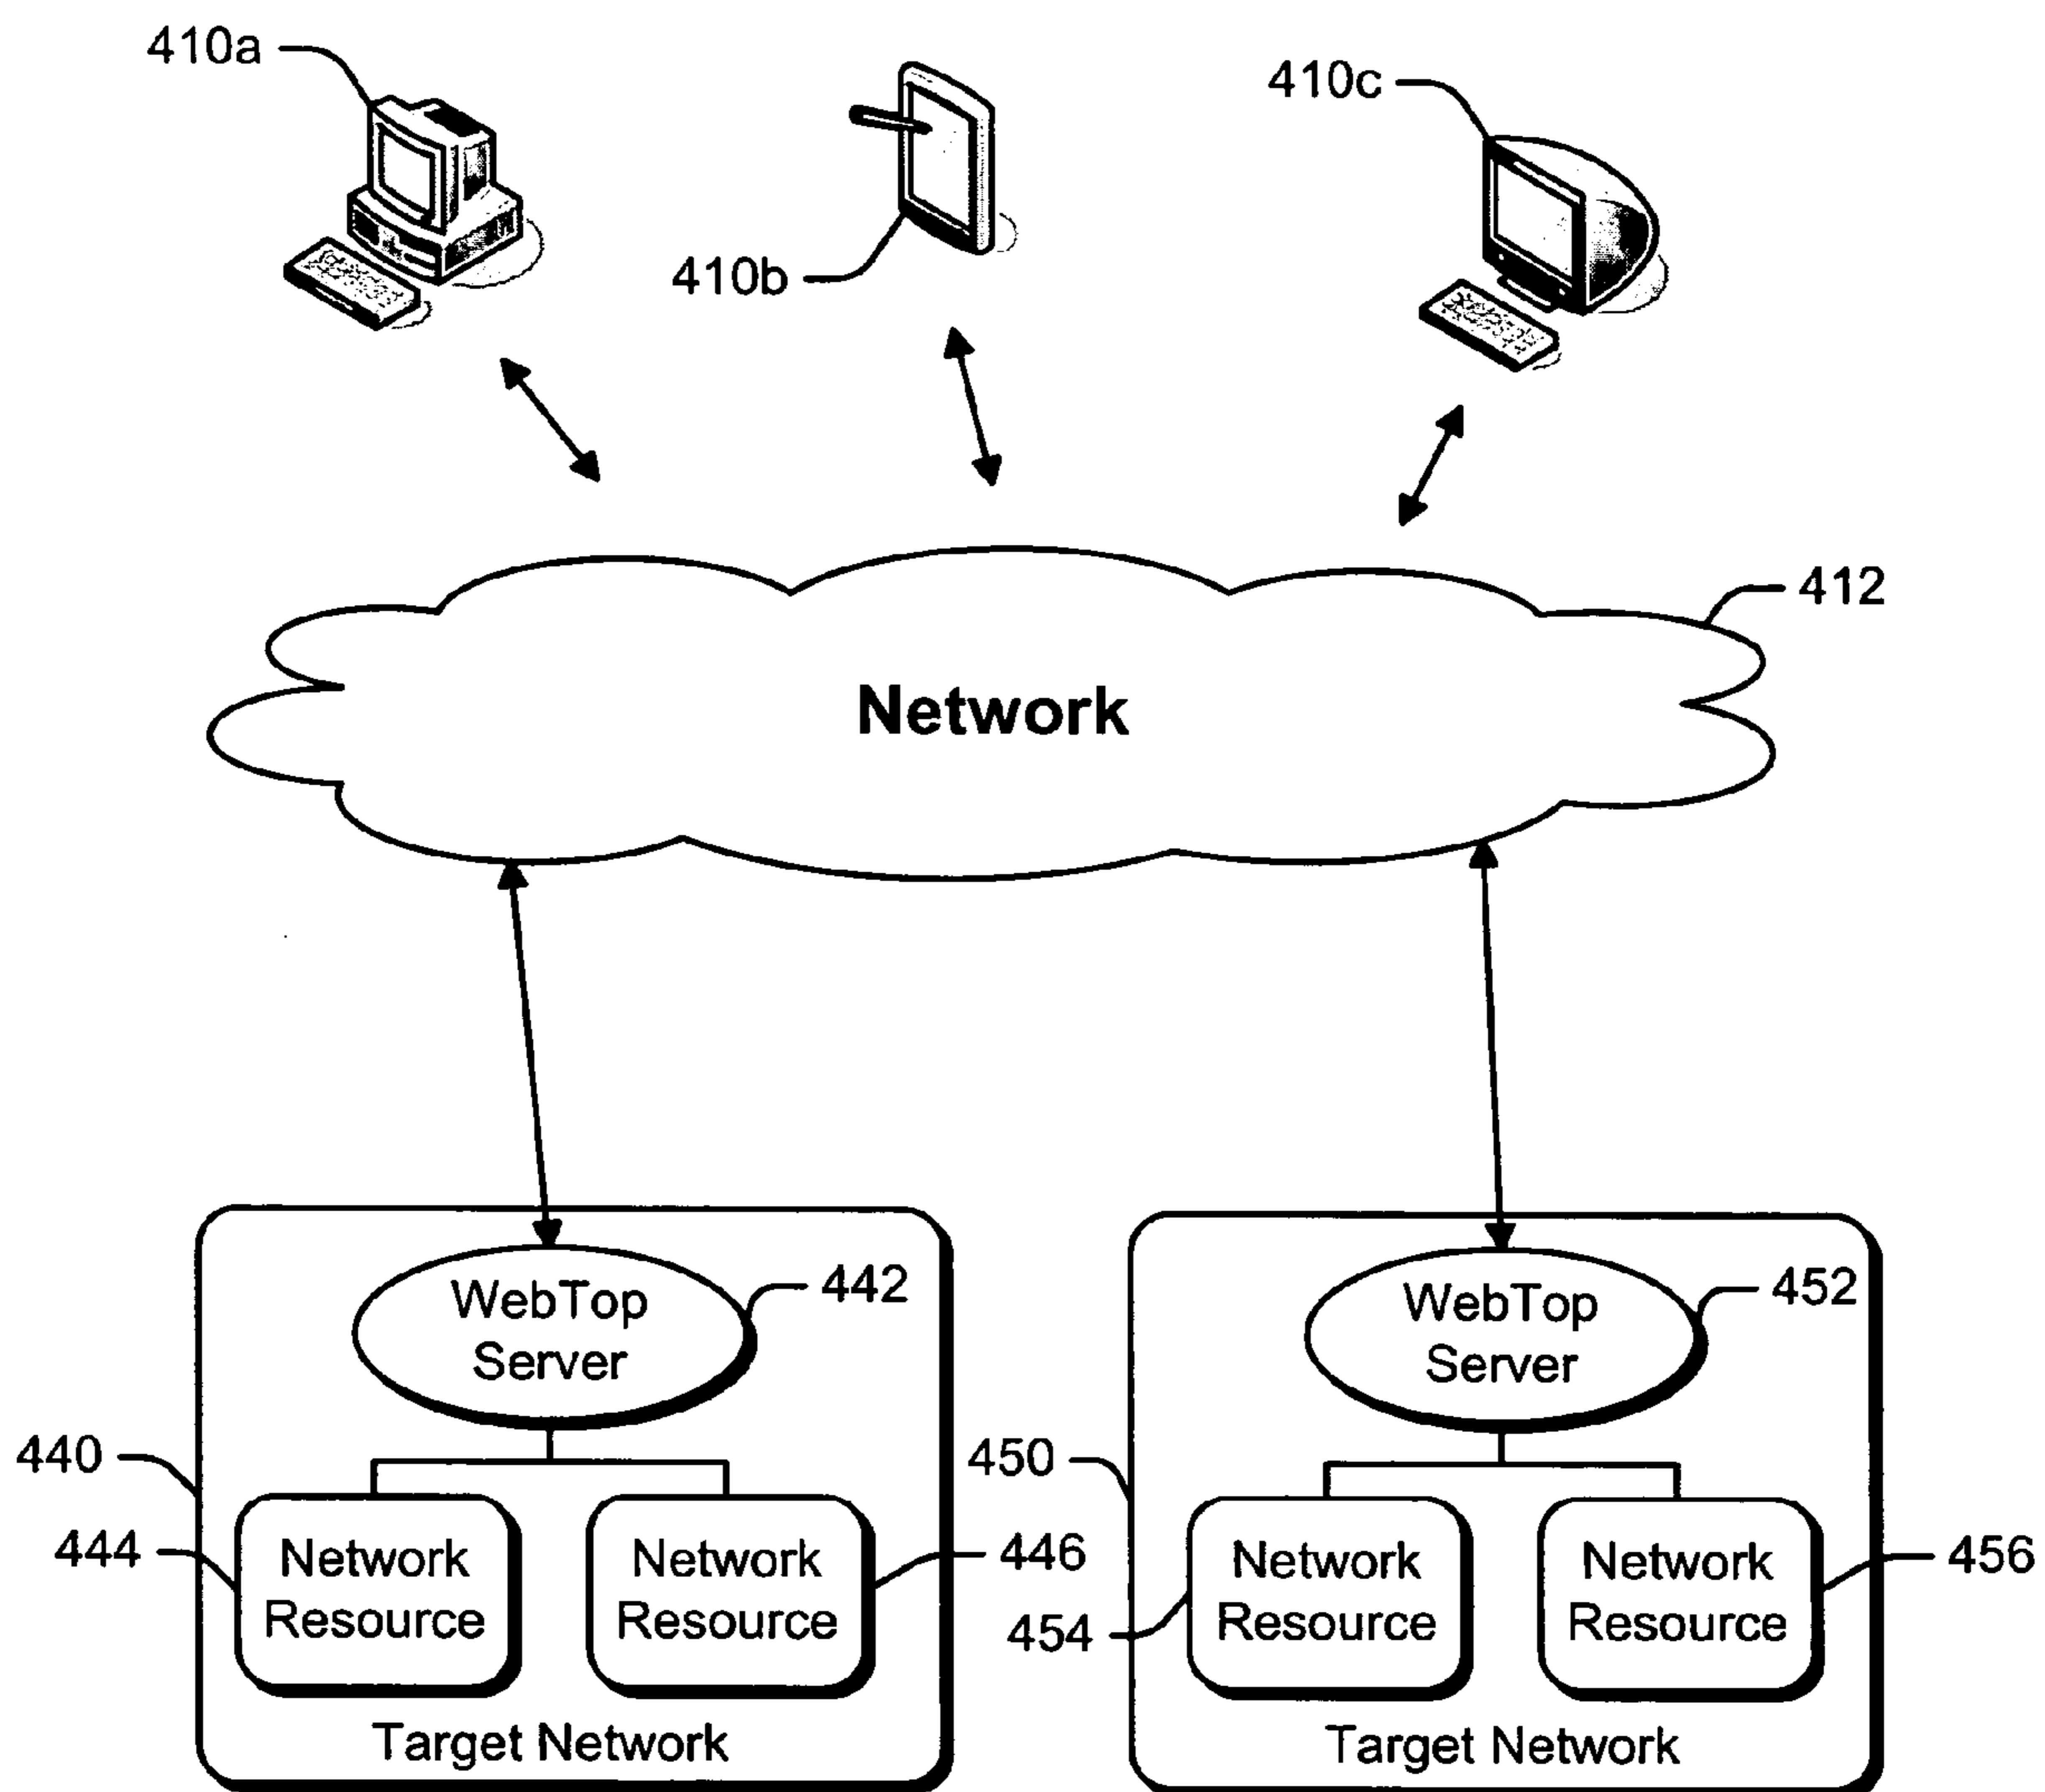 410a
410b
410c
412
Network
WebTop
Server
442
WebTop
Server
452
440
450
444
Network
Resource
Network
Resource
446
454
Network
Resource
Network
Resource
456
Target Network
Target Network